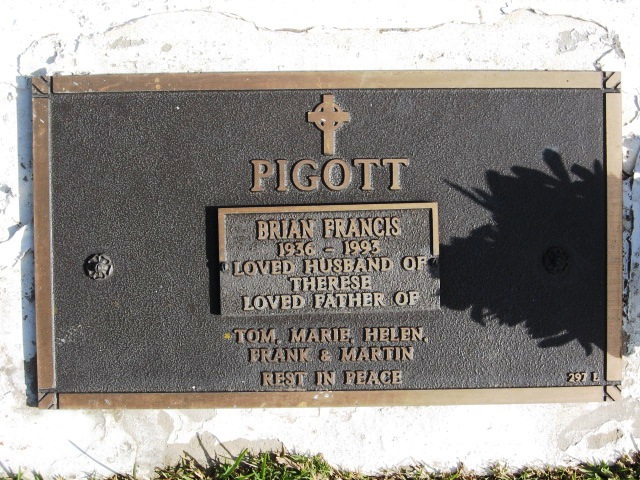 PIGOTT
BRIAN FRANCIS
1936 - 1993
LOVED HUSBAND OF
THERESE
LOVED FATHER OF
TOM, MARIE, HELEN,
FRANK & MARTIN
REST IN PEACE
297 L